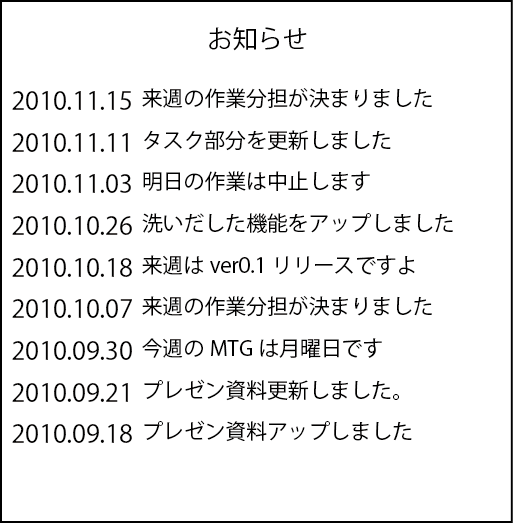 お知らせ
2010.11.15 来週の作業分担が決まりました
2010.11.11 タスク部分を更新しました
2010.11.03 明日の作業は中止します
2010.10.26 洗いだした機能をアップしました
2010.10.18 来週は ver0.1 リリースですよ
2010.10.07 来週の作業分担が決まりました
2010.09.30 今週の MTG は月曜日です
2010.09.21 プレゼン資料更新しました。
2010.09.18 プレゼン資料アップしました